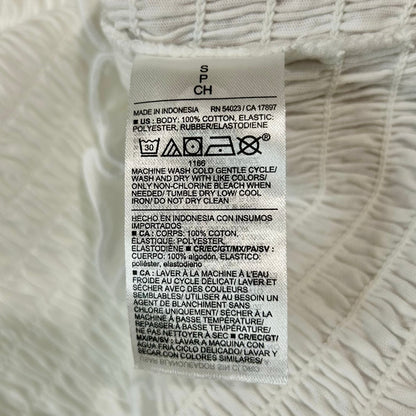 S
P
CH
MADE IN INDONESIA RN 54023 / CA 17897
■ US : BODY: 100% COTTON, ELASTIC:
POLYESTER, RUBBER/ELASTODIENE
30
1166
MACHINE WASH COLD GENTLE CYCLE/
WASH AND DRY WITH LIKE COLORS/
ONLY NON-CHLORINE BLEACH WHEN
NEEDED/ TUMBLE DRY LOW/ COOL
IRON/ DO NOT DRY CLEAN
HECHO EN INDONESIA CON INSUMOS
IMPORTADOS
■ CA : CORPS: 100% COTON,
ÉLASTIQUE: POLYESTER,
ELASTODIÈNE ■ CR/EC/GT/MX/PA/SV :
CUERPO: 100% algodón, ELASTICO:
poliéster, elastodieno
■ CA : LAVER À LA MACHINE À L'EAU
FROIDE AU CYCLE DÉLICAT/ LAVER ET
SÉCHER AVEC DES COULEURS
SEMBLABLES/ UTILISER AU BESOIN UN
AGENT DE BLANCHIMENT SANS
CHLORE UNIQUEMENT/ SÉCHER À LA
MACHINE À BASSE TEMPÉRATURE/
REPASSER À BASSE TEMPÉRATURE/ NE
PAS NETTOYER À SEC ■ CR/EC/GT/
MX/PA/SV : LAVAR A MAQUINA CON
AGUA FRIA CICLO DELICADO/ LAVAR Y
SECAR CON COLORES SIMILARES/